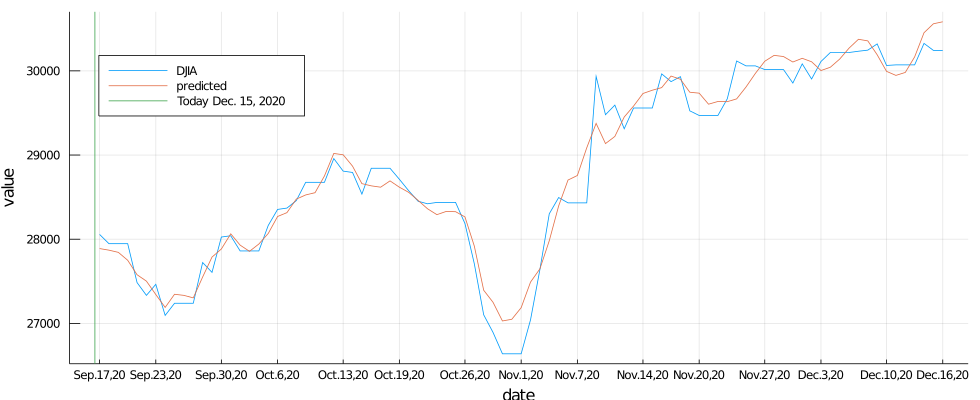 30000
29000
28000
27000
value
DJIA
predicted
Today Dec. 15, 2020
Sep.17,20 Sep.23,20 Sep.30,20 Oct.6,20 Oct.13,20 Oct.19,20 Oct.26,20 Nov.1,20 Nov.7,20 Nov.14,20 Nov.20,20 Nov.27,20 Dec.3,20 Dec.10,20 Dec.16,20
date